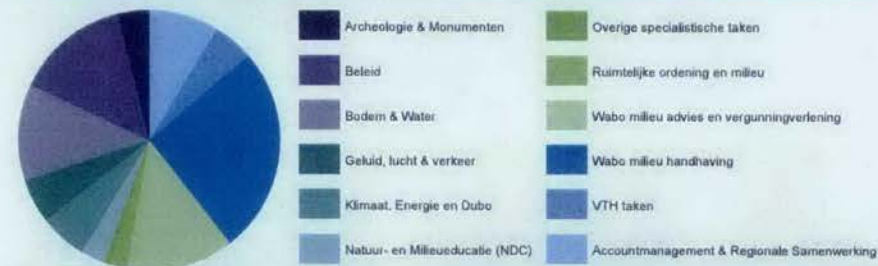 Archeologie & Monumenten
Beleid
Bodem & Water
Geluid, lucht & verkeer
Klimaat, Energie en Dubo
Natuur- en Milieueducatie (NDC)
Overige specialistische taken
Ruimtelijke ordening en milieu
Wabo milieu advies en vergunningverlening
Wabo milieu handhaving
VTH taken
Accountmanagement & Regionale Samenwerking